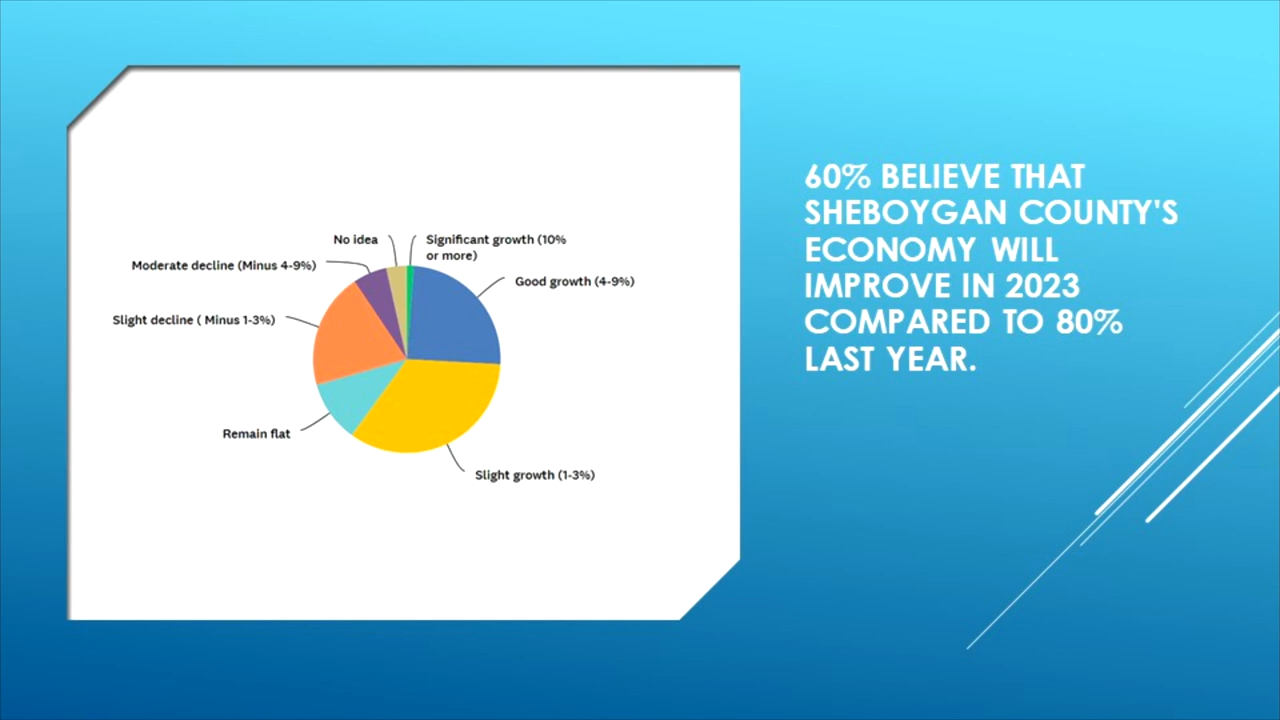 60% BELIEVE THAT
SHEBOYGAN COUNTY'S
ECONOMY WILL
IMPROVE IN 2023
COMPARED TO 80%
LAST YEAR.
No idea
Significant growth (10%
or more)
Moderate decline (Minus 4-9%)
Good growth (4-9%)
Slight decline ( Minus 1-3%)
Remain flat
Slight growth (1-3%)